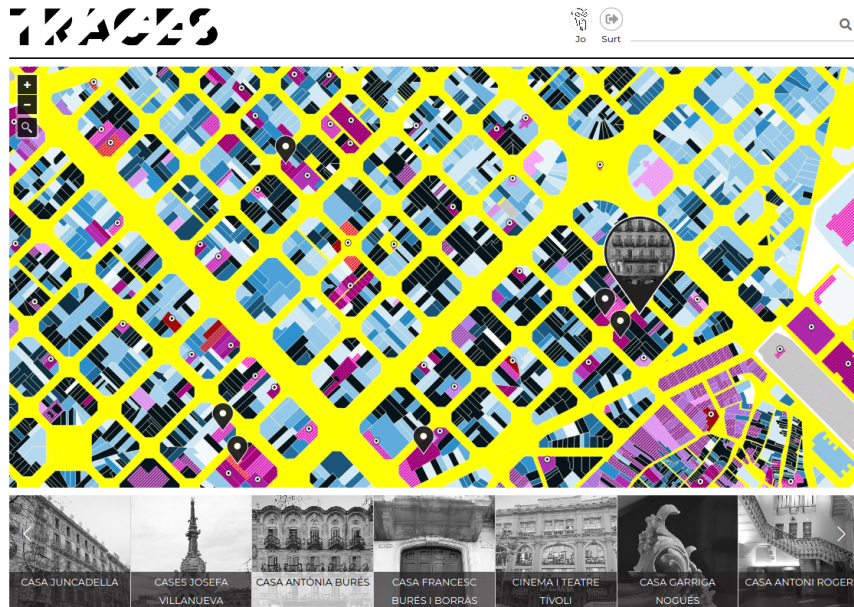 TRACES
Jo
Surt
+
−
CASA JUNCADELLA
CASES JOSEFA
VILLANUEVA
CASA ANTÒNIA BURÉS
CASA FRANCESC
BURÉS I BORRÀS
CINEMA I TEATRE
TÍVOLI
CASA GARRIGA
NOGUÉS
CASA ANTONI ROGER